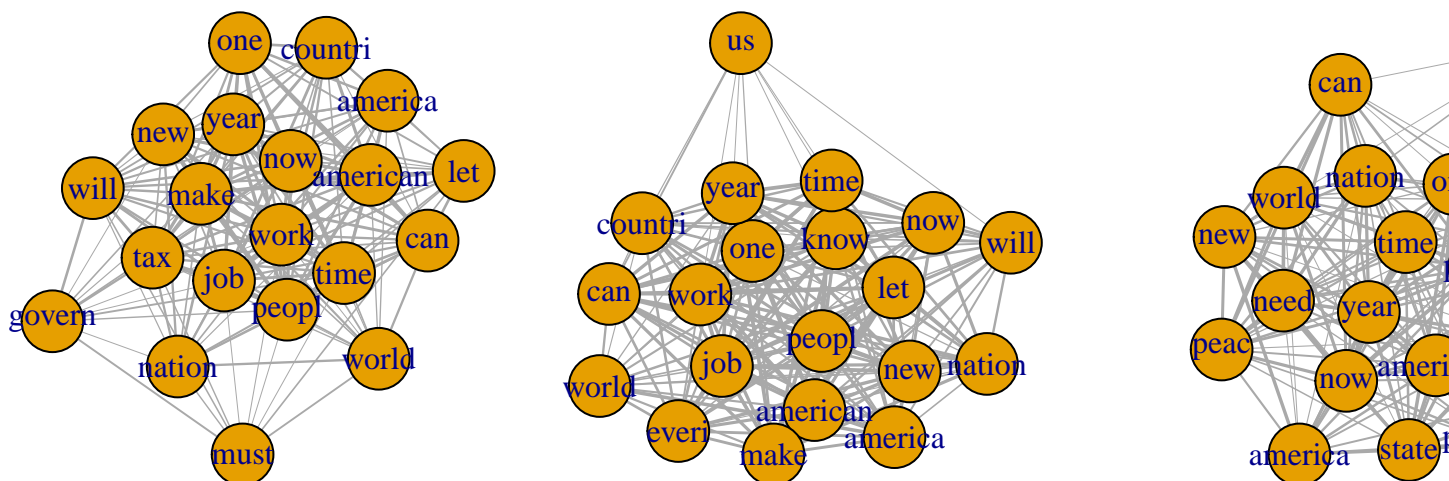 one
countri
america
new
year
now
american
let
will
make
work
can
tax
job
time
peopl
govern
nation
world
must
us
year
time
countri
one
know
now
will
can
work
let
peopl
job
new
nation
world
everi
american
make
america
can
nation
world
new
time
need
year
peac
now
america
state